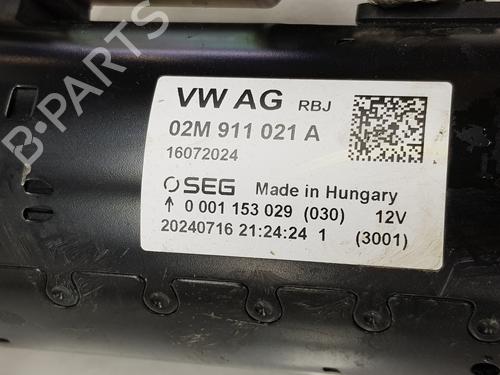 VW AG RBJ
02M 911 021 A
16072024
SEG Made in Hungary
↑ 0 001 153 029 (030) 12V
20240716 21:24:24 1 (3001)
B-PARTS